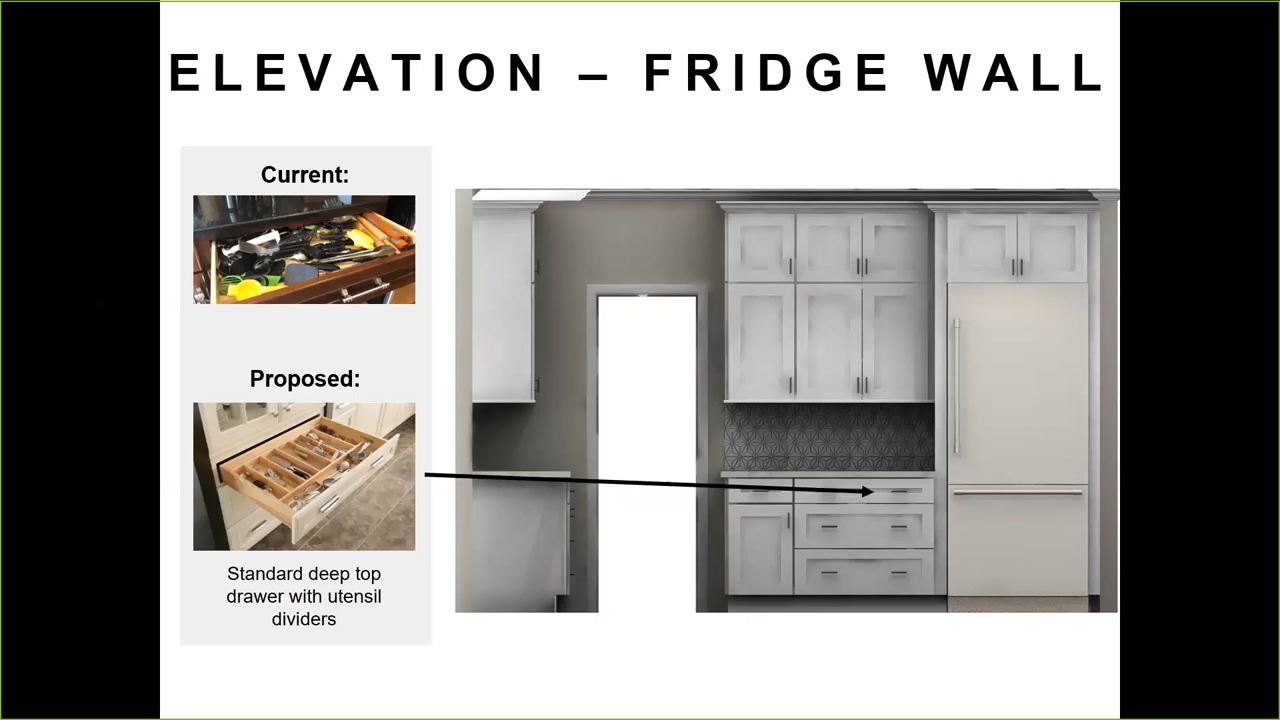 ELEVATION – FRIDGE WALL
Current:
Proposed:
Standard deep top
drawer with utensil
dividers